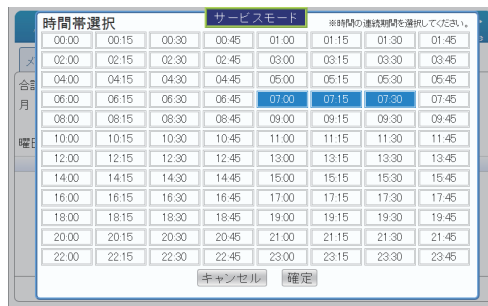 サービスモード
時間帯選択 ※時間の連続期間を選択してください。
00:00 00:15 00:30 00:45 01:00 01:15 01:30 01:45
02:00 02:15 02:30 02:45 03:00 03:15 03:30 03:45
04:00 04:15 04:30 04:45 05:00 05:15 05:30 05:45
06:00 06:15 06:30 06:45 07:00 07:15 07:30 07:45
08:00 08:15 08:30 08:45 09:00 09:15 09:30 09:45
10:00 10:15 10:30 10:45 11:00 11:15 11:30 11:45
12:00 12:15 12:30 12:45 13:00 13:15 13:30 13:45
14:00 14:15 14:30 14:45 15:00 15:15 15:30 15:45
16:00 16:15 16:30 16:45 17:00 17:15 17:30 17:45
18:00 18:15 18:30 18:45 19:00 19:15 19:30 19:45
20:00 20:15 20:30 20:45 21:00 21:15 21:30 21:45
22:00 22:15 22:30 22:45 23:00 23:15 23:30 23:45
キャンセル 確定
メ
合計
月
曜日